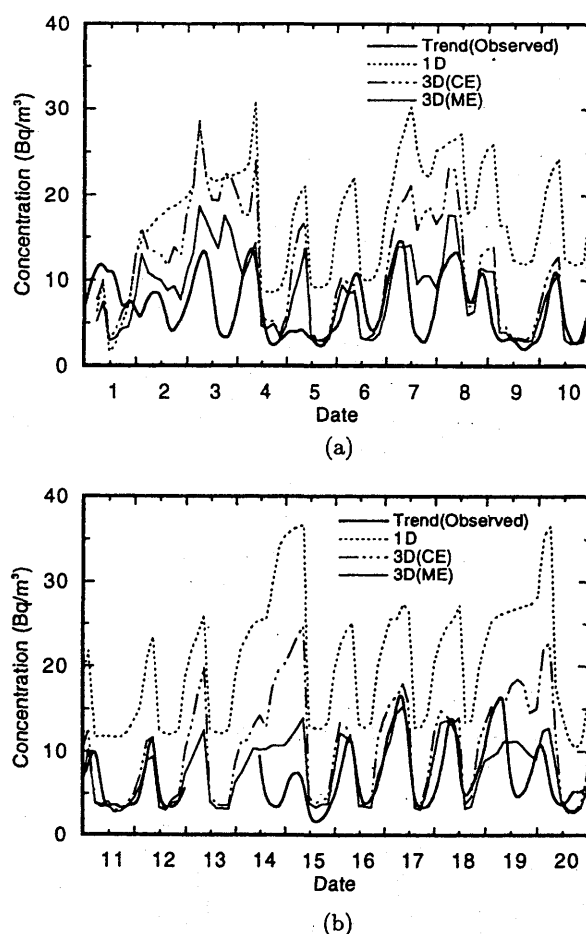 40
30
20
10
0
Concentration (Bq/m³)
Trend(Observed)
1D
3D(CE)
3D(ME)
1 2 3 4 5 6 7 8 9 10
Date
(a)
40
30
20
10
0
Concentration (Bq/m³)
Trend(Observed)
1D
3D(CE)
3D(ME)
11 12 13 14 15 16 17 18 19 20
Date
(b)